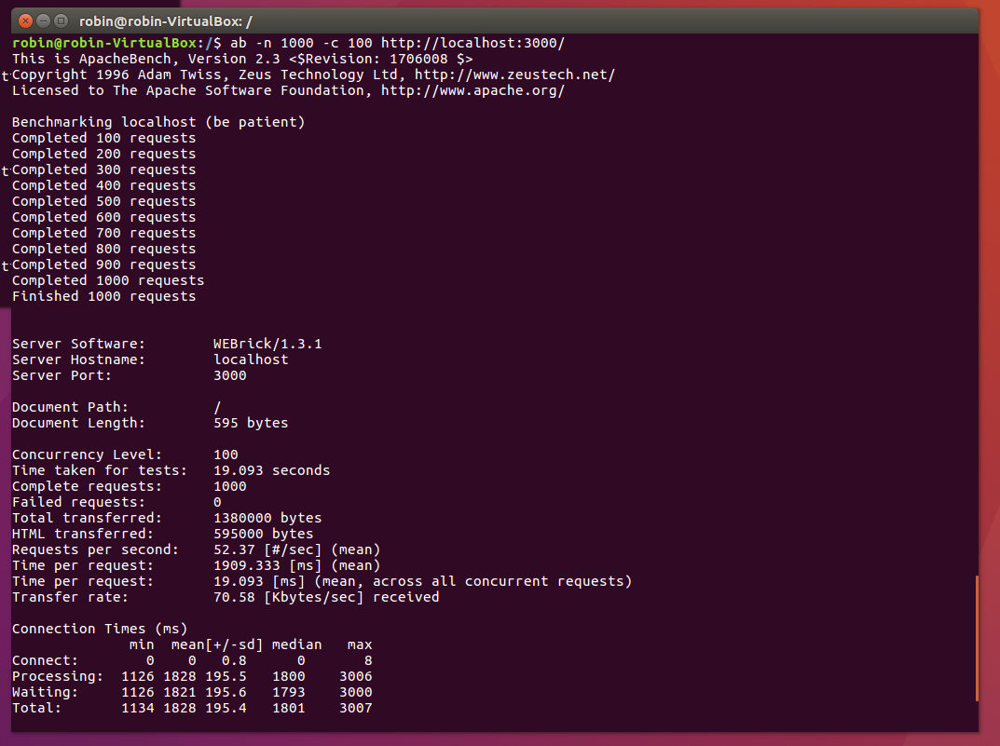 robin@robin-VirtualBox: /
robin@robin-VirtualBox:/$ ab -n 1000 -c 100 http://localhost:3000/
This is ApacheBench, Version 2.3 <$Revision: 1706008 $>
Copyright 1996 Adam Twiss, Zeus Technology Ltd, http://www.zeustech.net/
Licensed to The Apache Software Foundation, http://www.apache.org/

Benchmarking localhost (be patient)
Completed 100 requests
Completed 200 requests
Completed 300 requests
Completed 400 requests
Completed 500 requests
Completed 600 requests
Completed 700 requests
Completed 800 requests
Completed 900 requests
Completed 1000 requests
Finished 1000 requests


Server Software:        WEBrick/1.3.1
Server Hostname:        localhost
Server Port:            3000

Document Path:          /
Document Length:        595 bytes

Concurrency Level:      100
Time taken for tests:   19.093 seconds
Complete requests:      1000
Failed requests:        0
Total transferred:      1380000 bytes
HTML transferred:       595000 bytes
Requests per second:    52.37 [#/sec] (mean)
Time per request:       1909.333 [ms] (mean)
Time per request:       19.093 [ms] (mean, across all concurrent requests)
Transfer rate:          70.58 [Kbytes/sec] received

Connection Times (ms)
              min  mean[+/-sd] median   max
Connect:        0    0   0.8      0       8
Processing:  1126 1828 195.5   1800    3006
Waiting:     1126 1821 195.6   1793    3000
Total:       1134 1828 195.4   1801    3007